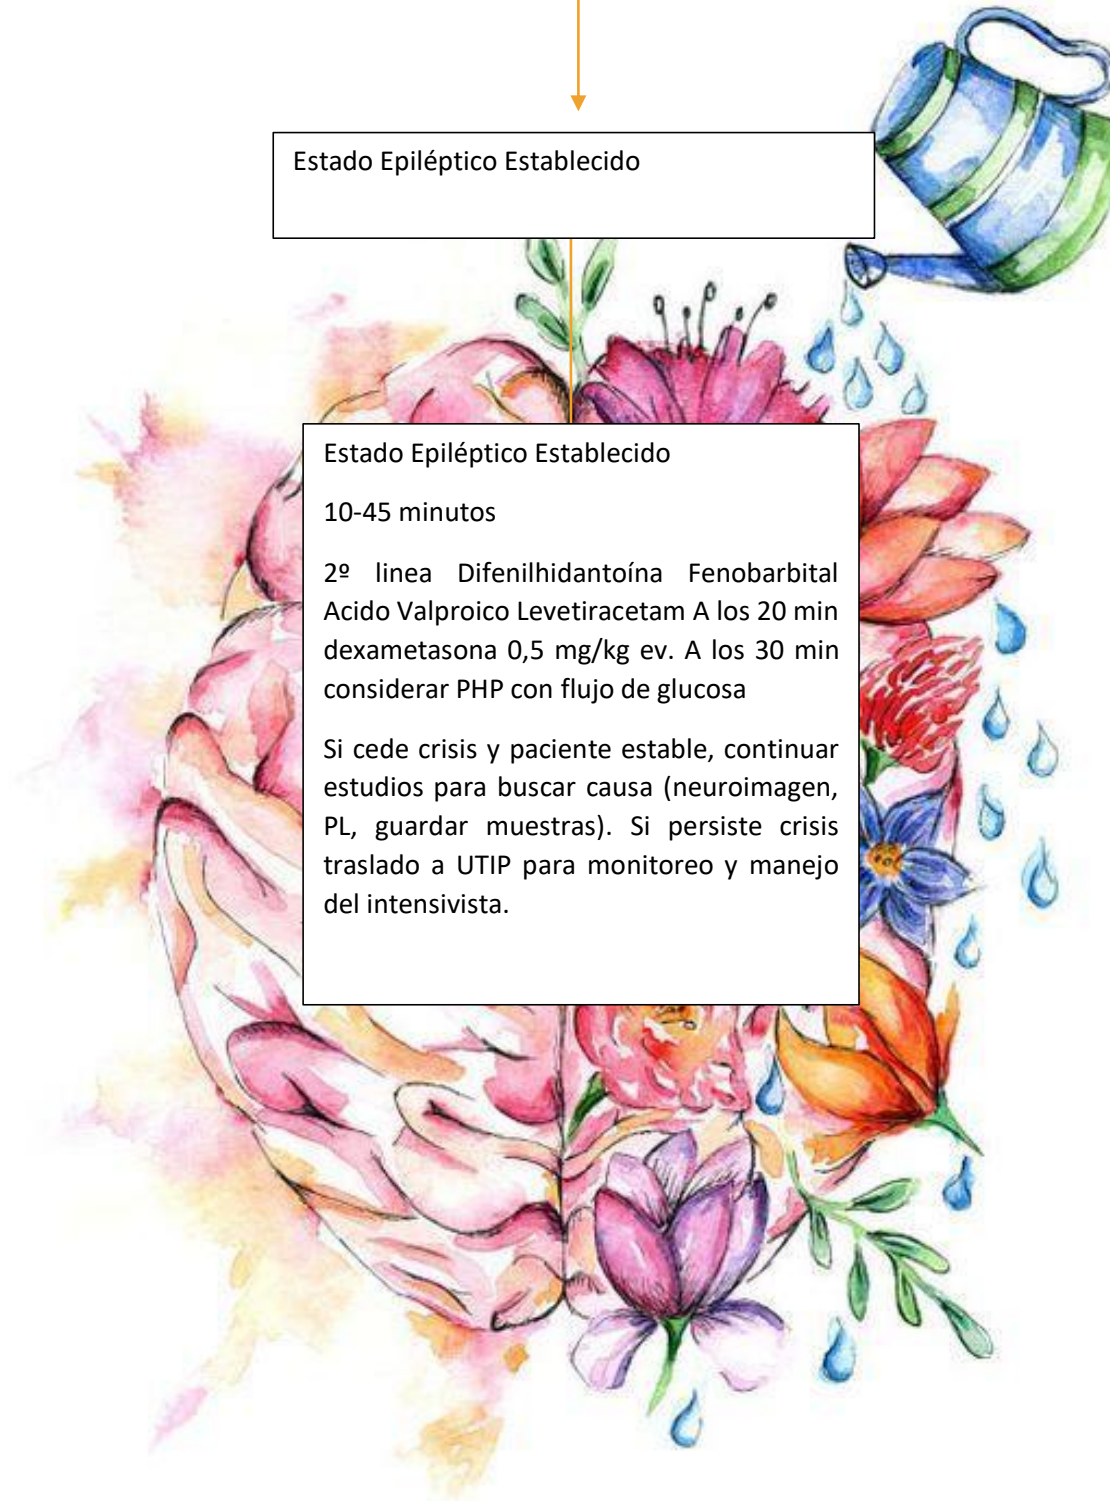 Estado Epiléptico Establecido
Estado Epiléptico Establecido
10-45 minutos
2º linea Difenilhidantoína Fenobarbital
Acido Valproico Levetiracetam A los 20 min
dexametasona 0,5 mg/kg ev. A los 30 min
considerar PHP con flujo de glucosa
Si cede crisis y paciente estable, continuar
estudios para buscar causa (neuroimagen,
PL, guardar muestras). Si persiste crisis
traslado a UTIP para monitoreo y manejo
del intensivista.